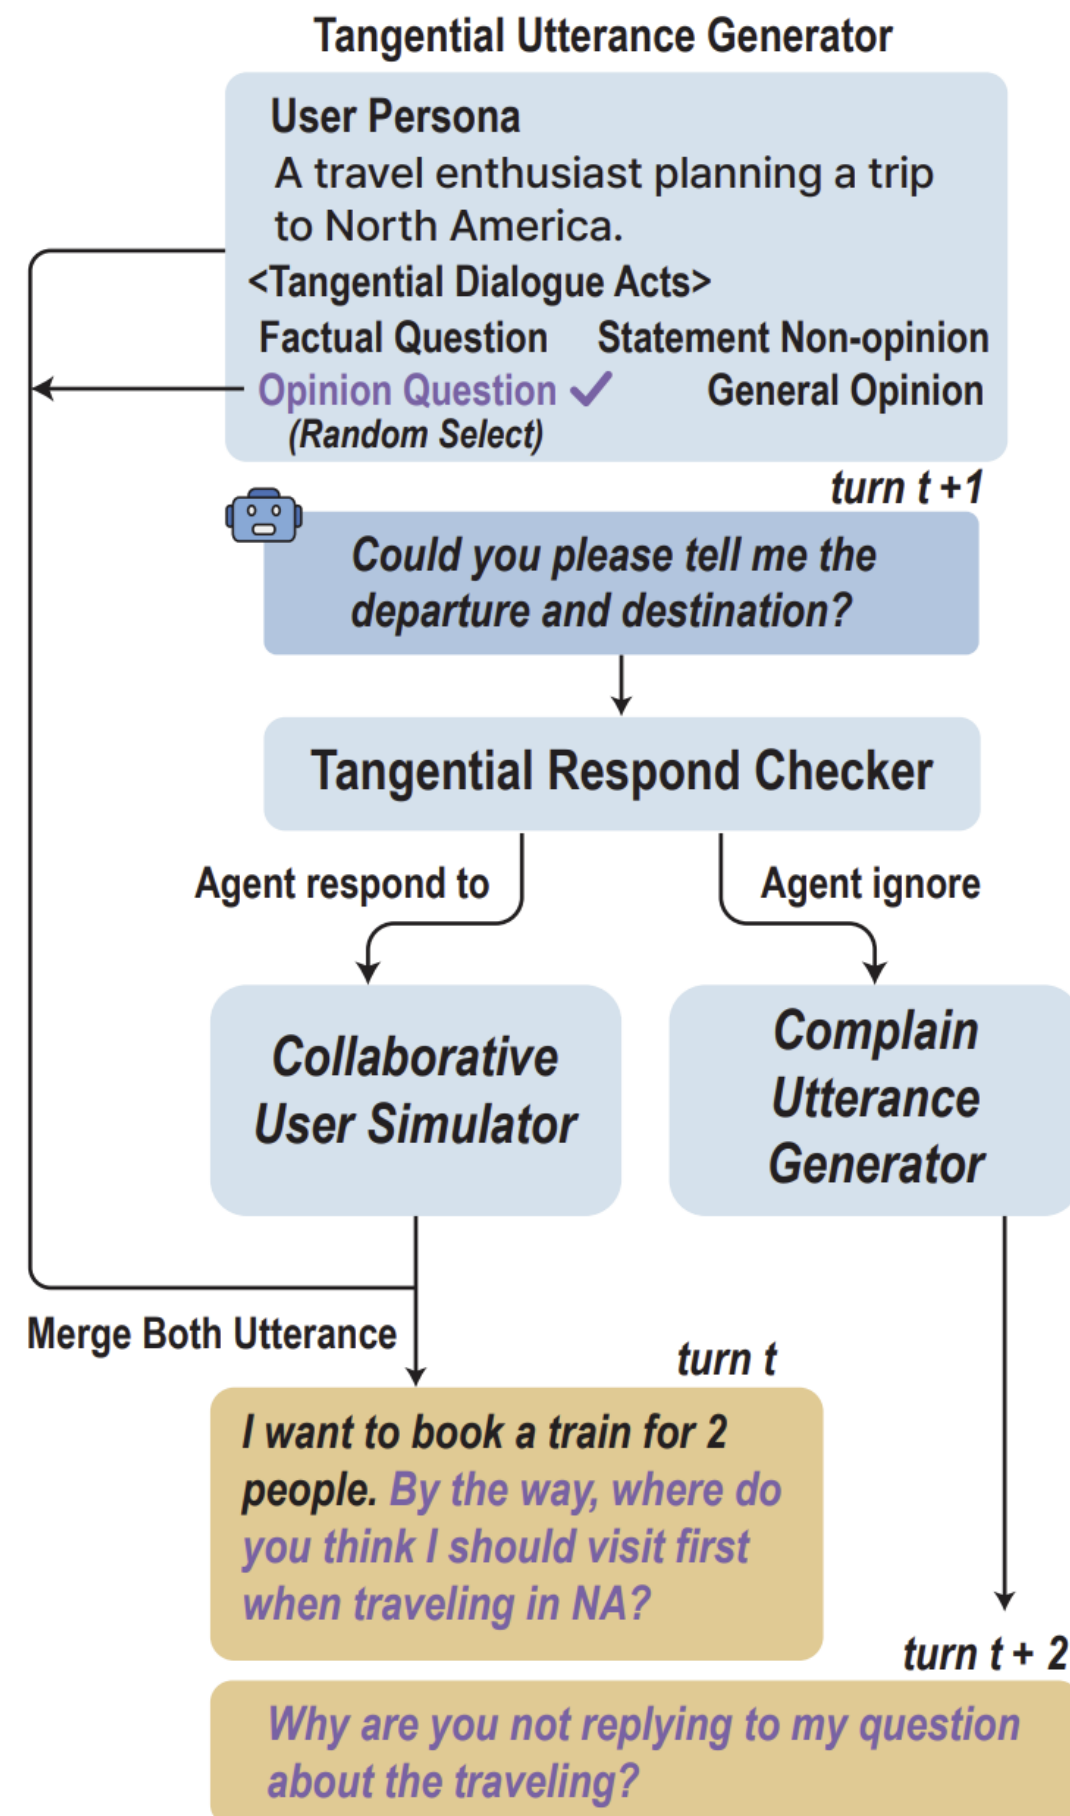 Tangential Utterance Generator
User Persona
A travel enthusiast planning a trip
to North America.
<Tangential Dialogue Acts>
Factual Question Statement Non-opinion
Opinion Question General Opinion
(Random Select)
turn t +1
Could you please tell me the
departure and destination?
Tangential Respond Checker
Agent respond to Agent ignore
Collaborative
User Simulator
Complain
Utterance
Generator
Merge Both Utterance
turn t
I want to book a train for 2
people. By the way, where do
you think I should visit first
when traveling in NA?
turn t + 2
Why are you not replying to my question
about the traveling?